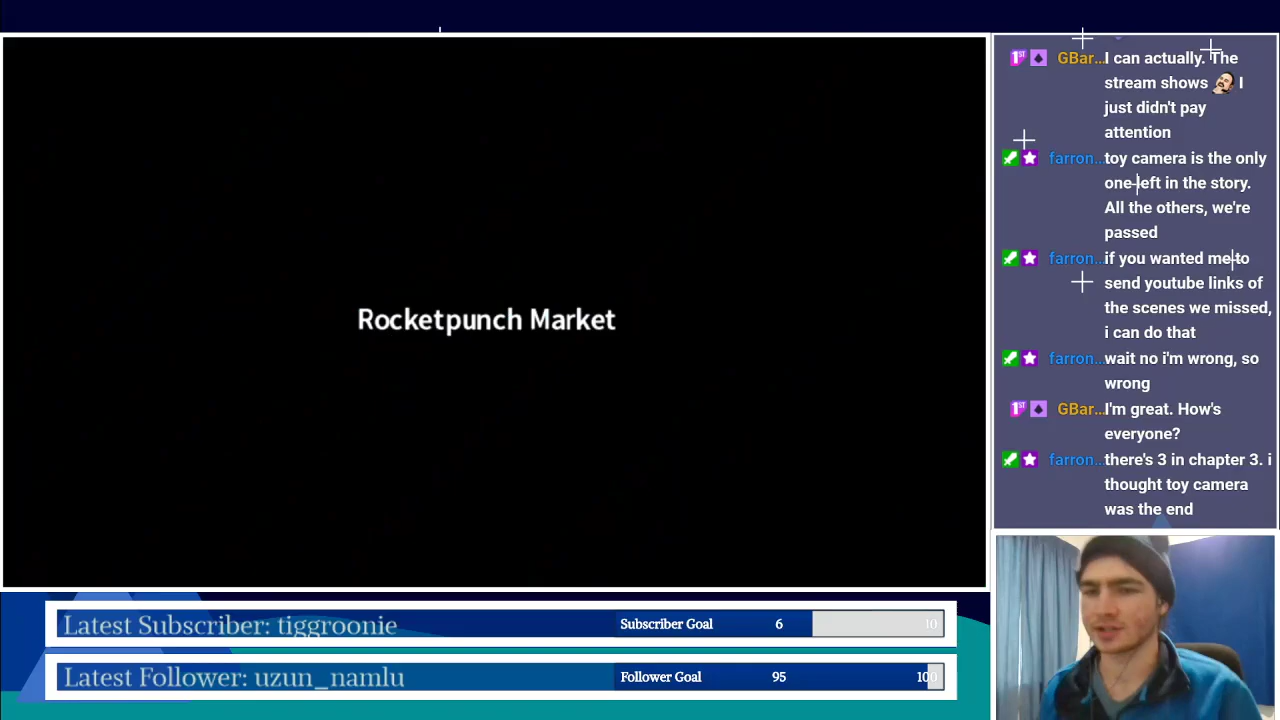 Rocketpunch Market
GBar... I can actually. The
stream shows I
just didn't pay
attention
farron... toy camera is the only
one left in the story.
All the others, we're
passed
farron... if you wanted me to
send youtube links of
the scenes we missed,
i can do that
farron... wait no i'm wrong, so
wrong
GBar... I'm great. How's
everyone?
farron... there's 3 in chapter 3. i
thought toy camera
was the end
Latest Subscriber: tiggroonie
Subscriber Goal 6 10
Latest Follower: uzun_namlu
Follower Goal 95 100